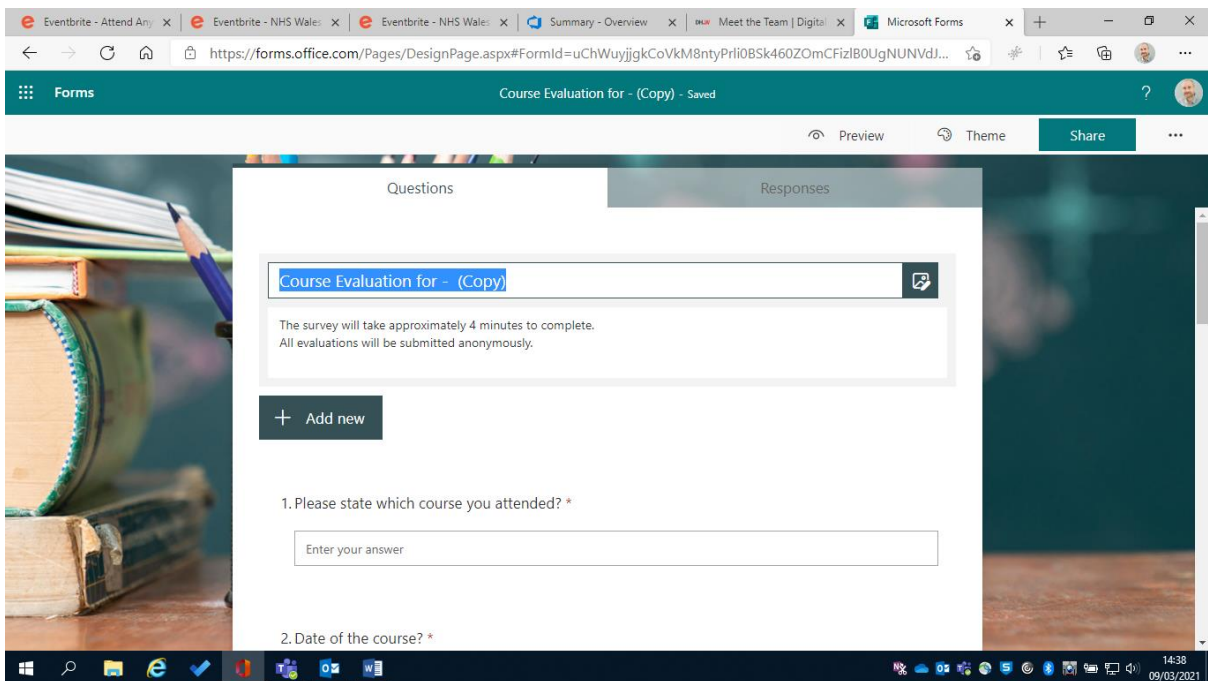 Eventbrite - Attend Any
Eventbrite - NHS Wales
Eventbrite - NHS Wales
Summary - Overview
Meet the Team | Digital
Microsoft Forms
https://forms.office.com/Pages/DesignPage.aspx#FormId=
Forms
Course Evaluation for - (Copy) - Saved
?
Preview
Theme
Share
Questions
Responses
Course Evaluation for - (Copy)
The survey will take approximately 4 minutes to complete.
All evaluations will be submitted anonymously.
+ Add new
1. Please state which course you attended? *
Enter your answer
2. Date of the course? *
14:38
09/03/2021